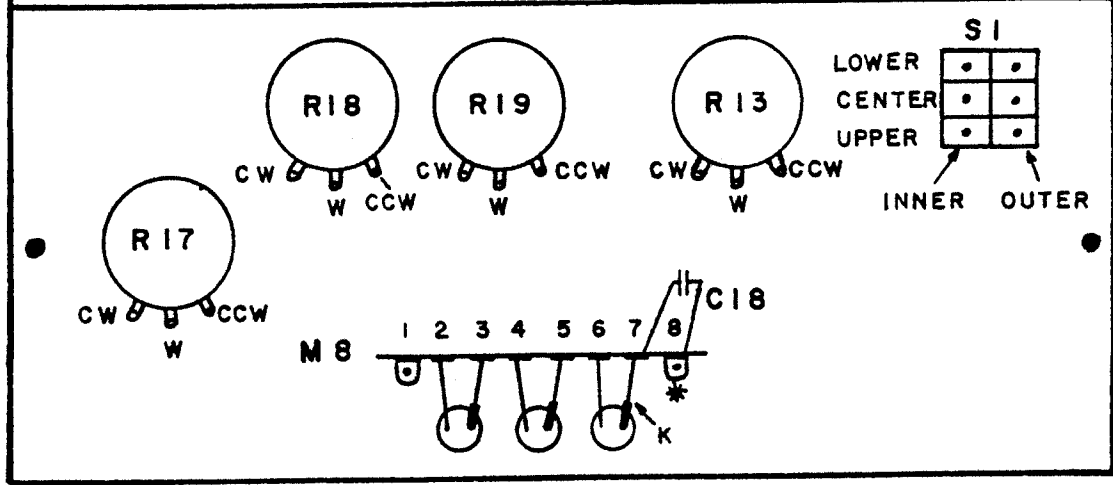 S1
LOWER
CENTER
UPPER
INNER OUTER
R18
CW W CCW
R19
CW W CCW
R13
CW W CCW
R17
CW W CCW
C18
M8 1 2 3 4 5 6 7 8
*
K